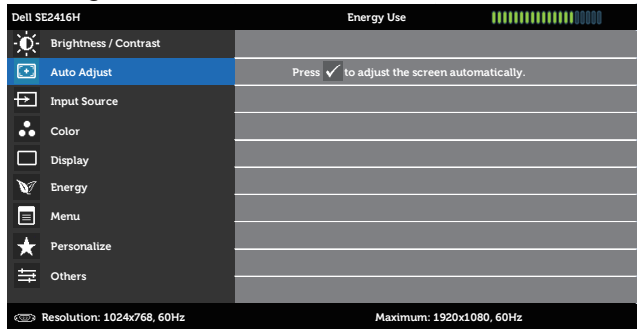 Dell SE2416H Energy Use
Brightness / Contrast
Auto Adjust Press ✓ to adjust the screen automatically.
Input Source
Color
Display
Energy
Menu
Personalize
Others
Resolution: 1024x768, 60Hz Maximum: 1920x1080, 60Hz